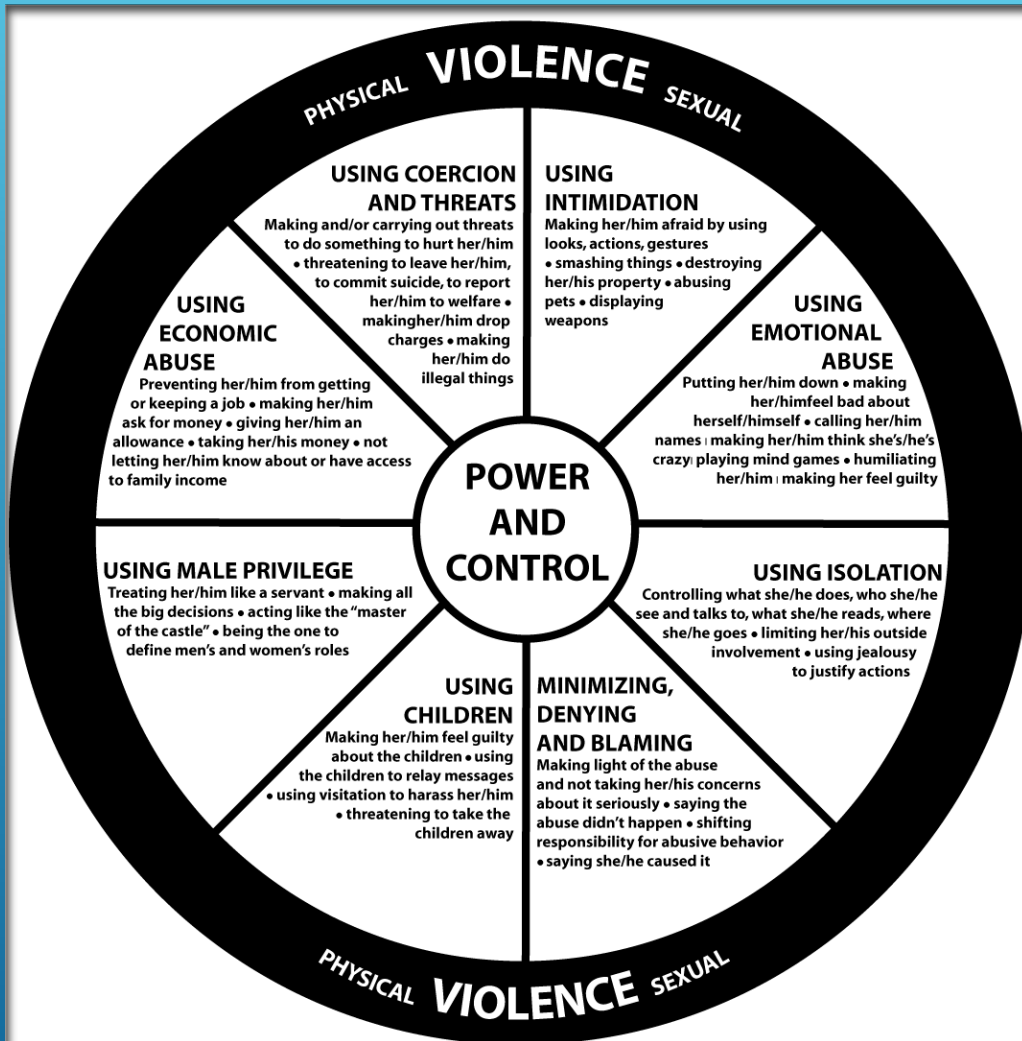 PHYSICAL VIOLENCE SEXUAL
USING COERCION
AND THREATS
Making and/or carrying out threats
to do something to hurt her/him
• threatening to leave her/him,
to commit suicide, to report
her/him to welfare •
makingher/him drop
charges • making
her/him do
illegal things
USING
INTIMIDATION
Making her/him afraid by using
looks, actions, gestures
• smashing things • destroying
her/his property • abusing
pets • displaying
weapons
USING
ECONOMIC
ABUSE
Preventing her/him from getting
or keeping a job • making her/him
ask for money • giving her/him an
allowance • taking her/his money • not
letting her/him know about or have access
to family income
USING
EMOTIONAL
ABUSE
Putting her/him down • making
her/himfeel bad about
herself/himself • calling her/him
names ı making her/him think she's/he's
crazyı playing mind games • humiliating
her/him ı making her feel guilty
POWER
AND
CONTROL
USING MALE PRIVILEGE
Treating her/him like a servant • making all
the big decisions • acting like the “master
of the castle” • being the one to
define men's and women's roles
USING ISOLATION
Controlling what she/he does, who she/he
see and talks to, what she/he reads, where
she/he goes • limiting her/his outside
involvement • using jealousy
to justify actions
USING
CHILDREN
Making her/him feel guilty
about the children • using
the children to relay messages
• using visitation to harass her/him
• threatening to take the
children away
MINIMIZING,
DENYING
AND BLAMING
Making light of the abuse
and not taking her/his concerns
about it seriously • saying the
abuse didn't happen • shifting
responsibility for abusive behavior
• saying she/he caused it
PHYSICAL VIOLENCE SEXUAL